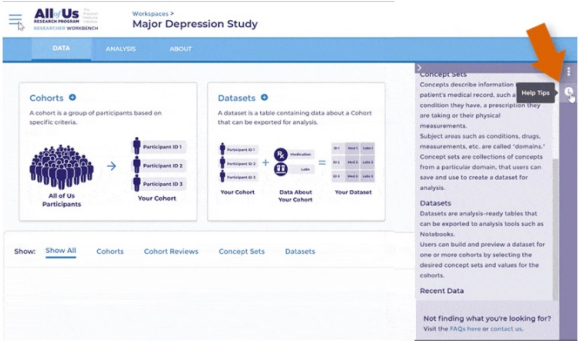 All of Us
RESEARCH PROGRAM
RESEARCHER WORKBENCH
Workspaces >
Major Depression Study
DATA
ANALYSIS
ABOUT
Cohorts
A cohort is a group of participants based on
specific criteria.
All of Us
Participants
Participant ID 1
Participant ID 2
Participant ID 3
Your Cohort
Datasets
A dataset is a table containing data about a Cohort
that can be exported for analysis.
Participant ID 1
Participant ID 2
Participant ID 3
Your Cohort
+
Medication
Labs
Data About
Your Cohort
=
Your Dataset
Show:
Show All
Cohorts
Cohort Reviews
Concept Sets
Datasets
Concept Sets
Concepts describe information
patient's medical record, such a
condition they have, a prescription they
are taking or their physical
measurements.
Subject areas such as conditions, drugs,
measurements, etc. are called "domains."
Concept sets are collections of concepts
from a particular domain, that users can
save and use to create a dataset for
analysis.
Datasets
Datasets are analysis-ready tables that
can be exported to analysis tools such as
Notebooks.
Users can build and preview a dataset for
one or more cohorts by selecting the
desired concept sets and values for the
cohorts.
Recent Data
Not finding what you're looking for?
Visit the FAQs here or contact us.
Help Tips